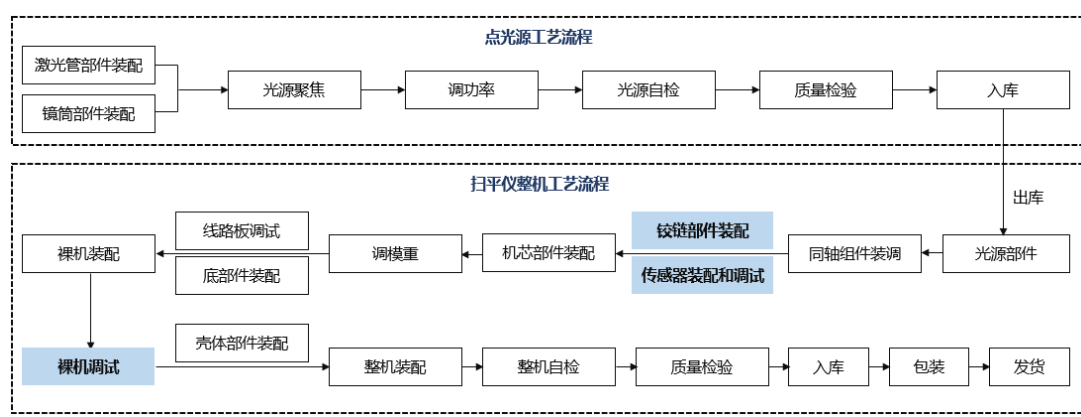 点光源工艺流程
激光管部件装配
镜筒部件装配
光源聚焦
调功率
光源自检
质量检验
入库
出库
扫平仪整机工艺流程
光源部件
同轴组件装调
铰链部件装配
传感器装配和调试
机芯部件装配
调模重
线路板调试
底部件装配
裸机装配
裸机调试
壳体部件装配
整机装配
整机自检
质量检验
入库
包装
发货